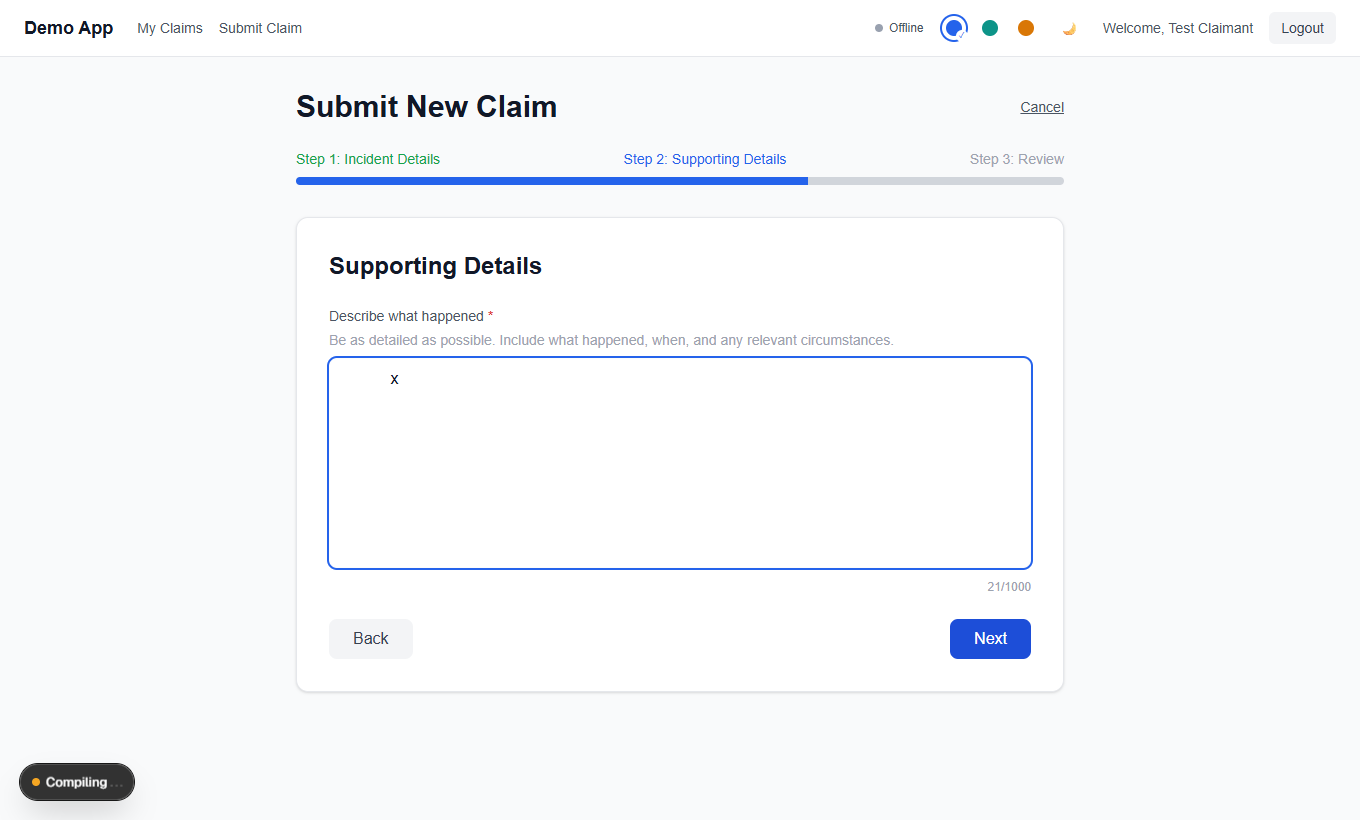 Demo App My Claims Submit Claim Offline Welcome, Test Claimant Logout
Submit New Claim Cancel
Step 1: Incident Details Step 2: Supporting Details Step 3: Review
Supporting Details
Describe what happened *
Be as detailed as possible. Include what happened, when, and any relevant circumstances.
x
21/1000
Back Next
Compiling...